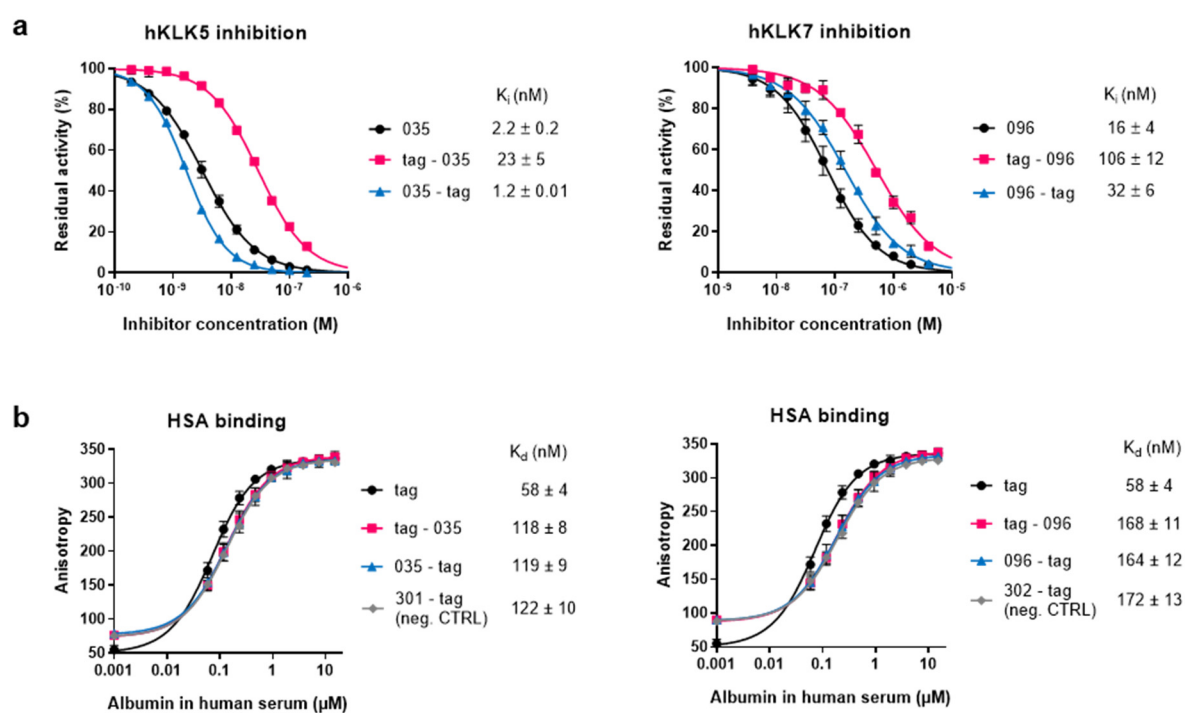 a
hKLK5 inhibition
Residual activity (%)
100
80
60
40
20
0
10⁻¹⁰ 10⁻⁹ 10⁻⁸ 10⁻⁷ 10⁻⁶
Inhibitor concentration (M)
Kᵢ (nM)
035 2.2 ± 0.2
tag - 035 23 ± 5
035 - tag 1.2 ± 0.01
hKLK7 inhibition
Residual activity (%)
100
80
60
40
20
0
10⁻⁹ 10⁻⁸ 10⁻⁷ 10⁻⁶ 10⁻⁵
Inhibitor concentration (M)
Kᵢ (nM)
096 16 ± 4
tag - 096 106 ± 12
096 - tag 32 ± 6
b
HSA binding
Anisotropy
350
300
250
200
150
100
50
0.001 0.01 0.1 1 10
Albumin in human serum (µM)
K_d (nM)
tag 58 ± 4
tag - 035 118 ± 8
035 - tag 119 ± 9
301 - tag
(neg. CTRL) 122 ± 10
HSA binding
Anisotropy
350
300
250
200
150
100
50
0.001 0.01 0.1 1 10
Albumin in human serum (µM)
K_d (nM)
tag 58 ± 4
tag - 096 168 ± 11
096 - tag 164 ± 12
302 - tag
(neg. CTRL) 172 ± 13